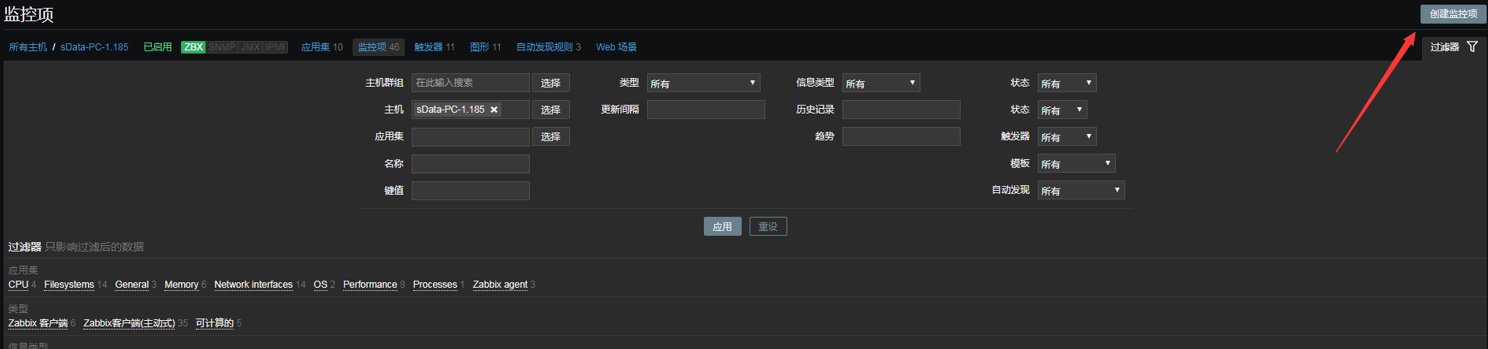 监控项 创建监控项
所有主机 / sData-PC-1.185 已启用 ZBX SNMP JMX IPMI 应用集 10 监控项 46 触发器 11 图形 11 自动发现规则 3 Web 场景 过滤器
主机群组 在此输入搜索 选择 类型 所有 信息类型 所有 状态 所有
主机 sData-PC-1.185 选择 更新间隔 历史记录 状态 所有
应用集 选择 趋势 触发器 所有
名称 模板 所有
键值 自动发现 所有
应用 重设
过滤器 只影响过滤后的数据
应用集
CPU 4 Filesystems 14 General 3 Memory 6 Network interfaces 14 OS 2 Performance 8 Processes 1 Zabbix agent 3
类型
Zabbix 客户端 6 Zabbix客户端(主动式) 35 可计算的 5
信息类型